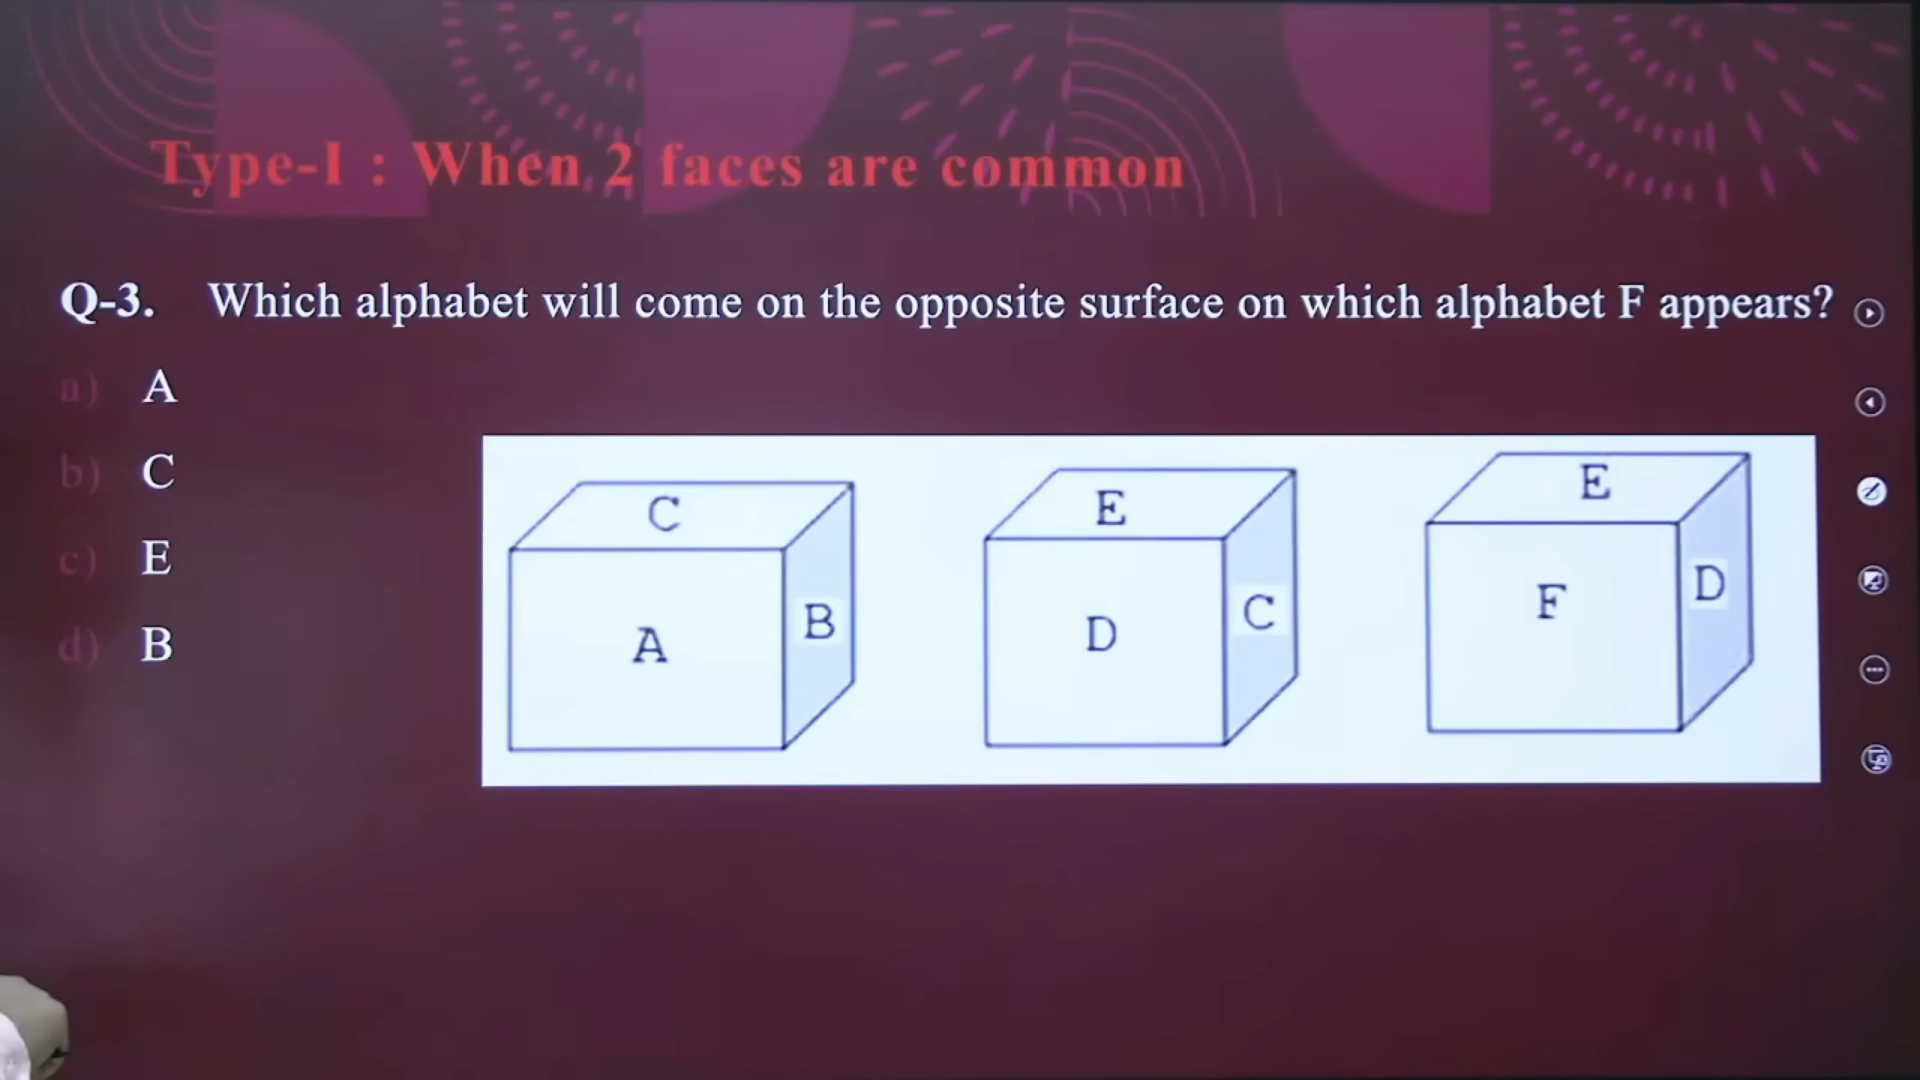 Type-I : When 2 faces are common
Q-3. Which alphabet will come on the opposite surface on which alphabet F appears?
a) A
b) C
c) E
d) B
C
A
B
E
D
C
E
F
D